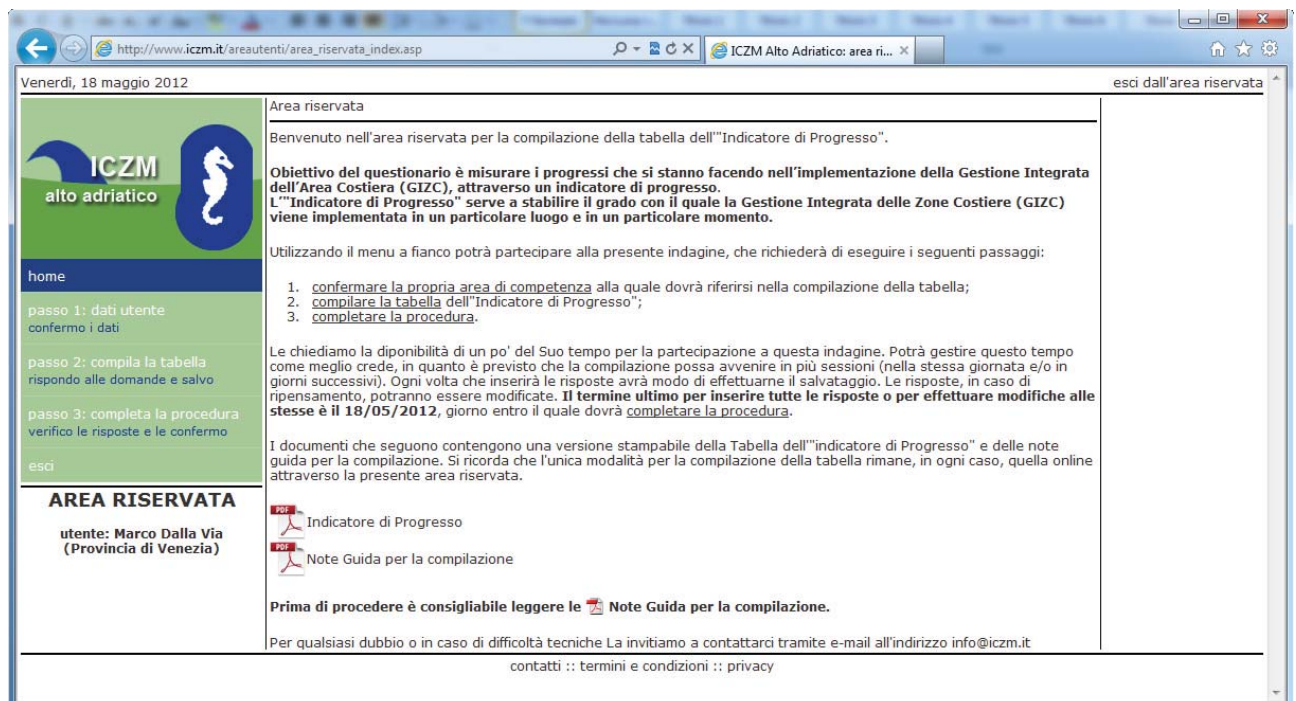 http://www.iczm.it/areautenti/area_riservata_index.asp
ICZM Alto Adriatico: area ri...
Venerdì, 18 maggio 2012
esci dall'area riservata
ICZM
alto adriatico
home
passo 1: dati utente
confermo i dati
passo 2: compila la tabella
rispondo alle domande e salvo
passo 3: completa la procedura
verifico le risposte e le confermo
esci
AREA RISERVATA
utente: Marco Dalla Via
(Provincia di Venezia)
Area riservata
Benvenuto nell'area riservata per la compilazione della tabella dell'"Indicatore di Progresso".
Obiettivo del questionario è misurare i progressi che si stanno facendo nell'implementazione della Gestione Integrata
dell'Area Costiera (GIZC), attraverso un indicatore di progresso.
L'"Indicatore di Progresso" serve a stabilire il grado con il quale la Gestione Integrata delle Zone Costiere (GIZC)
viene implementata in un particolare luogo e in un particolare momento.
Utilizzando il menu a fianco potrà partecipare alla presente indagine, che richiederà di eseguire i seguenti passaggi:
1. confermare la propria area di competenza alla quale dovrà riferirsi nella compilazione della tabella;
2. compilare la tabella dell'"Indicatore di Progresso";
3. completare la procedura.
Le chiediamo la diponibilità di un po' del Suo tempo per la partecipazione a questa indagine. Potrà gestire questo tempo
come meglio crede, in quanto è previsto che la compilazione possa avvenire in più sessioni (nella stessa giornata e/o in
giorni successivi). Ogni volta che inserirà le risposte avrà modo di effettuarne il salvataggio. Le risposte, in caso di
ripensamento, potranno essere modificate. Il termine ultimo per inserire tutte le risposte o per effettuare modifiche alle
stesse è il 18/05/2012, giorno entro il quale dovrà completare la procedura.
I documenti che seguono contengono una versione stampabile della Tabella dell'"indicatore di Progresso" e delle note
guida per la compilazione. Si ricorda che l'unica modalità per la compilazione della tabella rimane, in ogni caso, quella online
attraverso la presente area riservata.
PDF Indicatore di Progresso
PDF Note Guida per la compilazione
Prima di procedere è consigliabile leggere le Note Guida per la compilazione.
Per qualsiasi dubbio o in caso di difficoltà tecniche La invitiamo a contattarci tramite e-mail all'indirizzo info@iczm.it
contatti :: termini e condizioni :: privacy